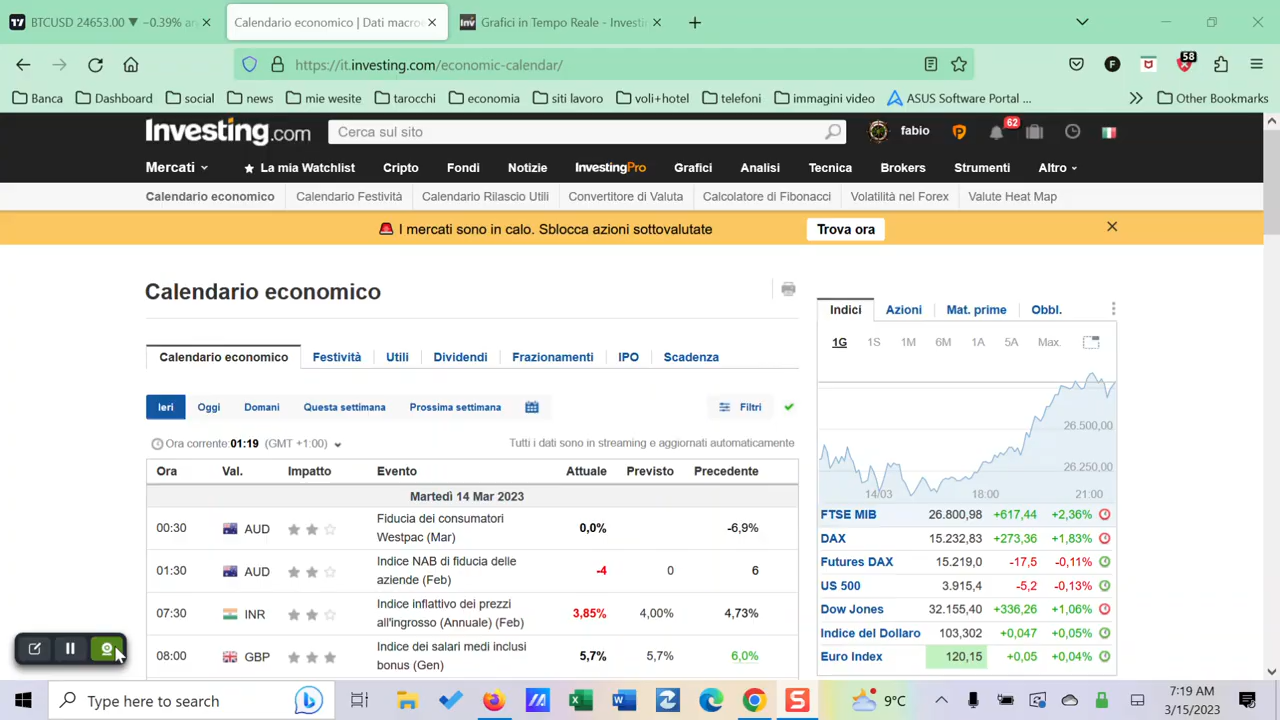 BTCUSD 24653.00 ▼ −0.39% an
Calendario economico | Dati macro
Grafici in Tempo Reale - Investin
https://it.investing.com/economic-calendar/
58
Banca Dashboard social news mie wesite tarocchi economia siti lavoro voli+hotel telefoni immagini video ASUS Software Portal ... Other Bookmarks
Investing.com
Cerca sul sito
fabio
62
Mercati La mia Watchlist Cripto Fondi Notizie InvestingPro Grafici Analisi Tecnica Brokers Strumenti Altro
Calendario economico Calendario Festività Calendario Rilascio Utili Convertitore di Valuta Calcolatore di Fibonacci Volatilità nel Forex Valute Heat Map
I mercati sono in calo. Sblocca azioni sottovalutate Trova ora
Calendario economico
Calendario economico Festività Utili Dividendi Frazionamenti IPO Scadenza
Ieri Oggi Domani Questa settimana Prossima settimana Filtri
Ora corrente: 01:19 (GMT +1:00) Tutti i dati sono in streaming e aggiornati automaticamente
Ora Val. Impatto Evento Attuale Previsto Precedente
Martedì 14 Mar 2023
00:30 AUD Fiducia dei consumatori 0,0% -6,9%
Westpac (Mar)
01:30 AUD Indice NAB di fiducia delle -4 0 6
aziende (Feb)
07:30 INR Indice inflattivo dei prezzi 3,85% 4,00% 4,73%
all'ingrosso (Annuale) (Feb)
08:00 GBP Indice dei salari medi inclusi 5,7% 5,7% 6,0%
bonus (Gen)
Indici Azioni Mat. prime Obbl.
1G 1S 1M 6M 1A 5A Max.
26.500,00
26.250,00
14/03 18:00 21:00
FTSE MIB 26.800,98 +617,44 +2,36%
DAX 15.232,83 +273,36 +1,83%
Futures DAX 15.219,0 -17,5 -0,11%
US 500 3.915,4 -5,2 -0,13%
Dow Jones 32.155,40 +336,26 +1,06%
Indice del Dollaro 103,302 +0,047 +0,05%
Euro Index 120,15 +0,05 +0,04%
Type here to search
9°C
7:19 AM
3/15/2023